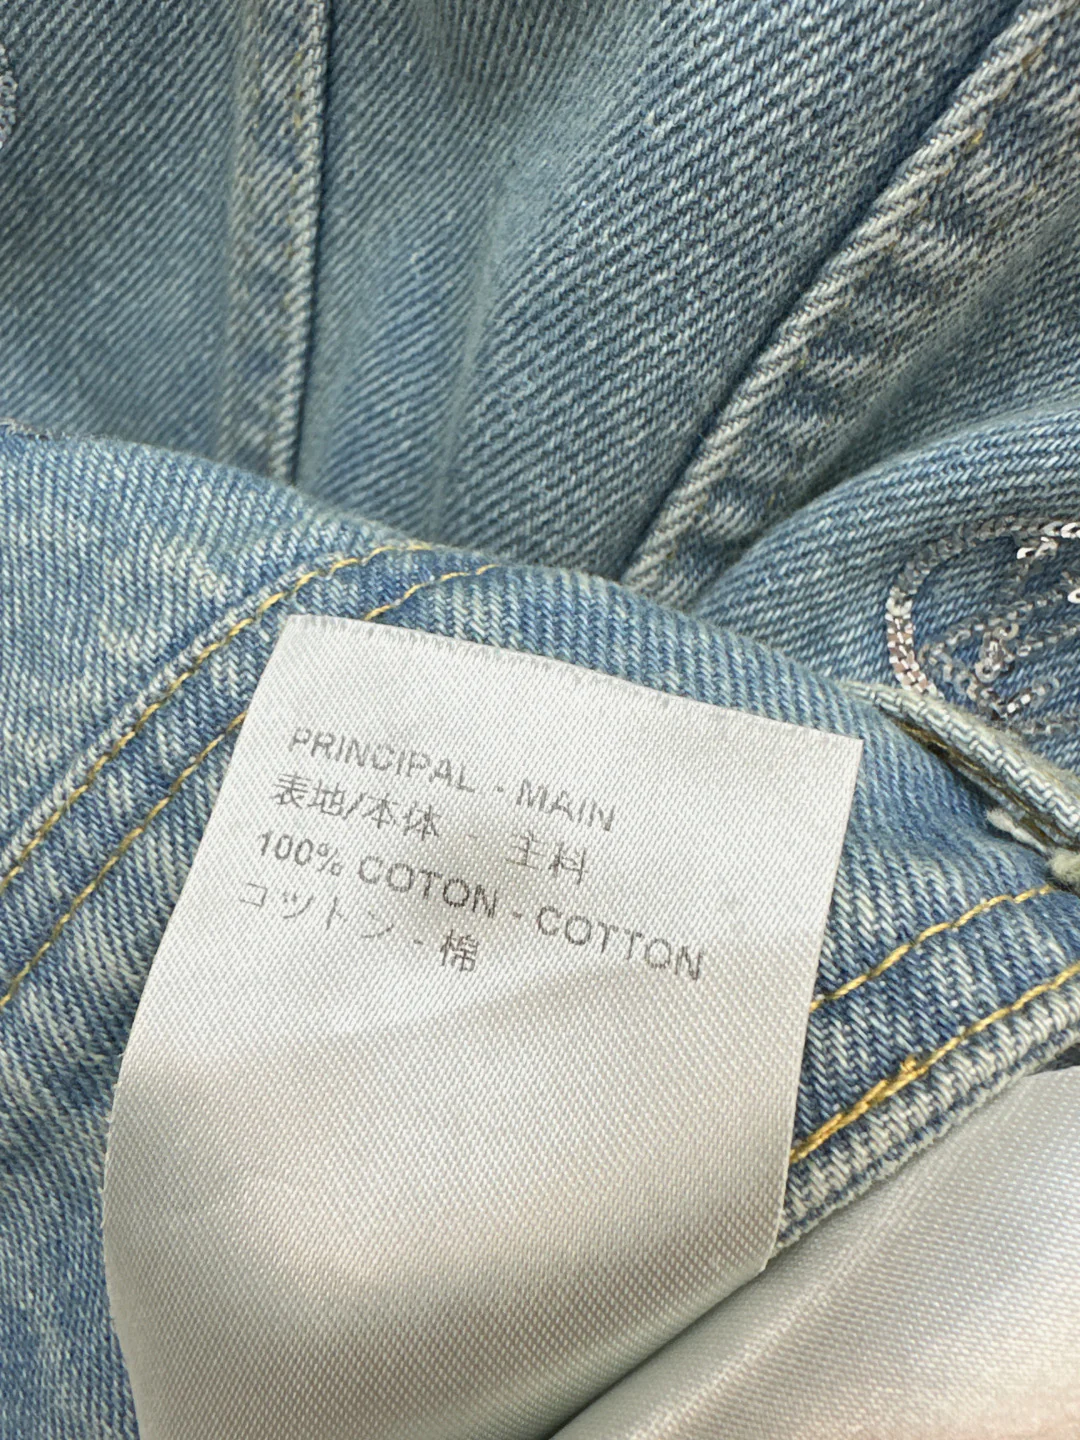 PRINCIPAL - MAIN
表地/本体 - 主料
100% COTON - COTTON
コットン - 棉